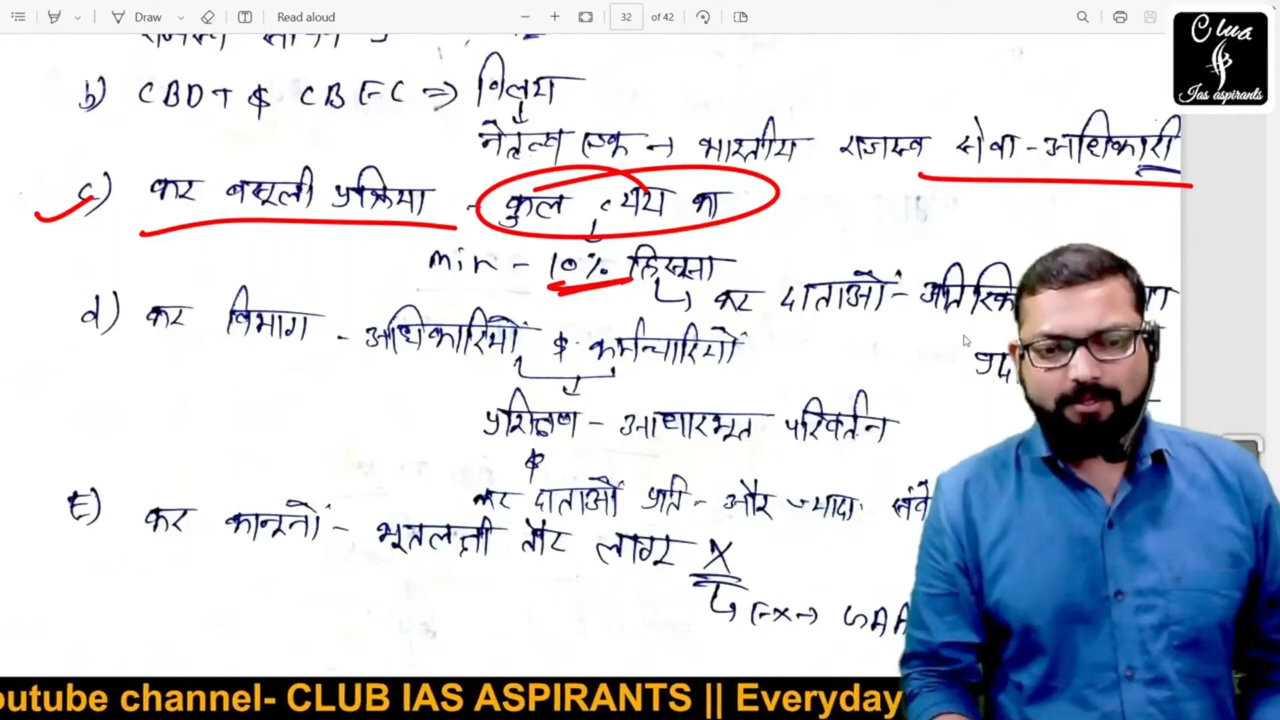 Draw
Read aloud
32 of 42
Club
Ias aspirants
b) CBDT & CBEC => विलय
नेतृत्व एक → भारतीय राजस्व सेवा - अधिकारी
c) कर वसूली प्रक्रिया - कुल व्यय का
min - 10% हिस्सा
कर दाताओं -
d) कर विभाग - अधिकारियों & कर्मचारियों
प्रशिक्षण - आधारभूत परिवर्तन
&
कर दाताओं प्रति - और ज्यादा
E) कर कानूनों - भूतलक्षी तौर लागू X
Ex → GAA
outube channel- CLUB IAS ASPIRANTS || Everyday